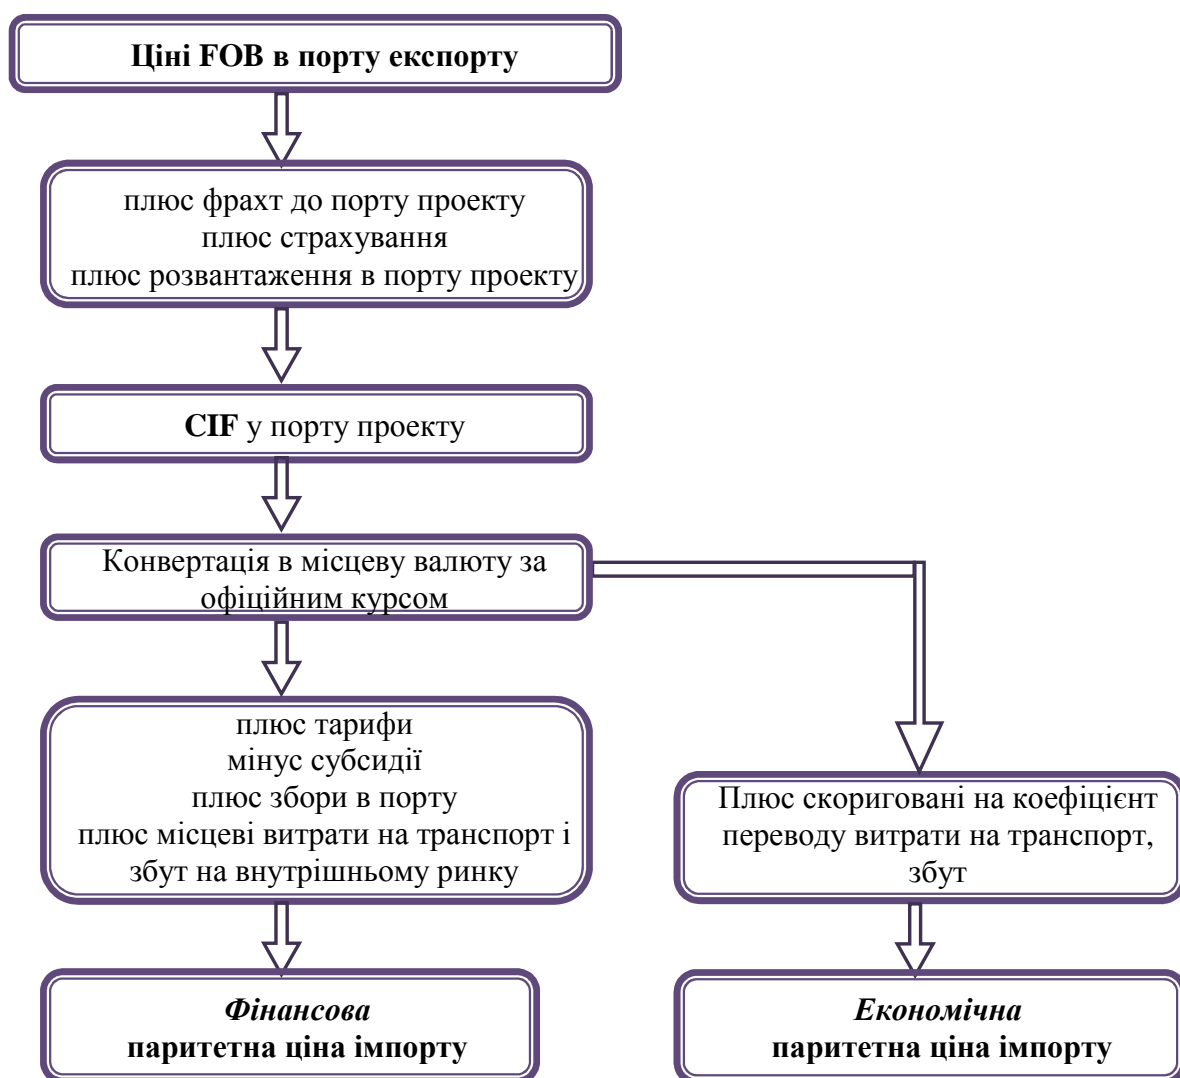 Ціні FOB в порту експорту
плюс фрахт до порту проекту
плюс страхування
плюс розвантаження в порту проекту
CIF у порту проекту
Конвертація в місцеву валюту за
офіційним курсом
плюс тарифи
мінус субсидії
плюс збори в порту
плюс місцеві витрати на транспорт і
збут на внутрішньому ринку
Плюс скориговані на коефіцієнт
переводу витрати на транспорт,
збут
Фінансова
паритетна ціна імпорту
Економічна
паритетна ціна імпорту